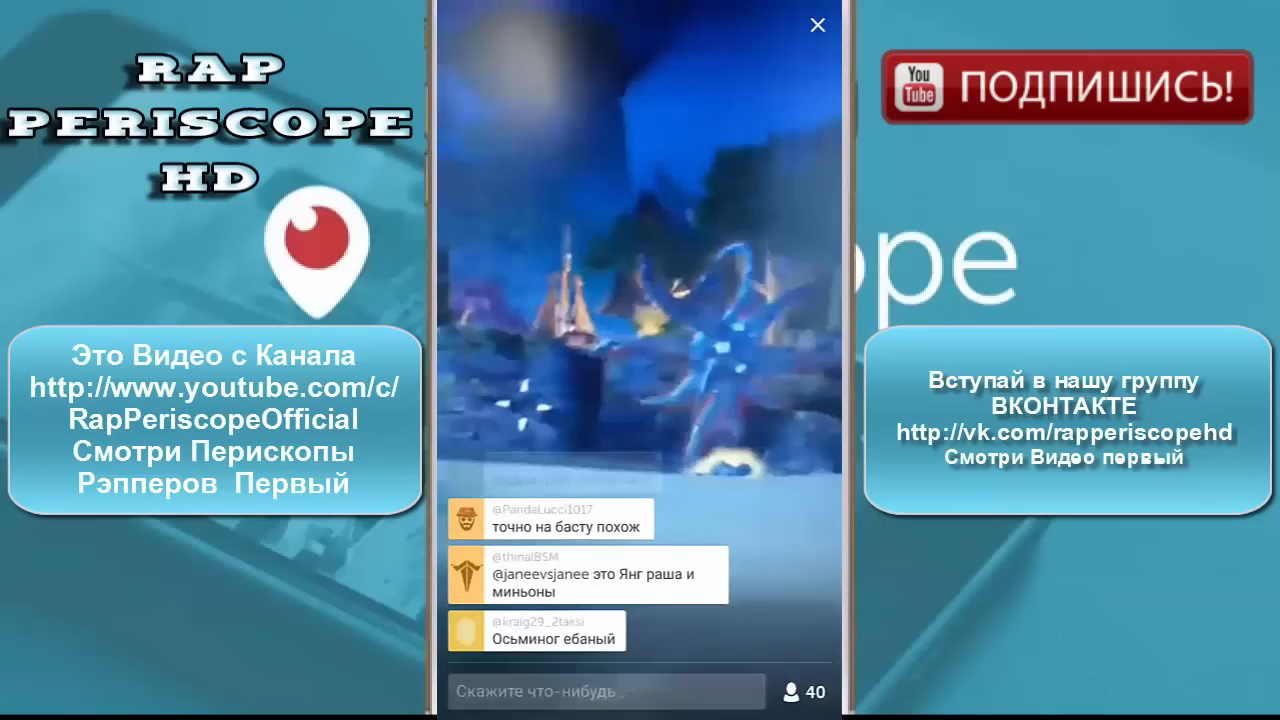 RAP
PERISCOPE
HD
Это Видео с Канала
http://www.youtube.com/c/
RapPeriscopeOfficial
Смотри Перископы
Рэпперов Первый
@PandaLucci1017
точно на басту похож
@thinalBSM
@janeevsjanee это Янг раша и
миньоны
@kraig29_2taksi
Осьминог ебаный
Скажите что-нибудь...
40
You
Tube
ПОДПИШИСЬ!
ope
Вступай в нашу группу
ВКОНТАКТЕ
http://vk.com/rapperiscopehd
Смотри Видео первый